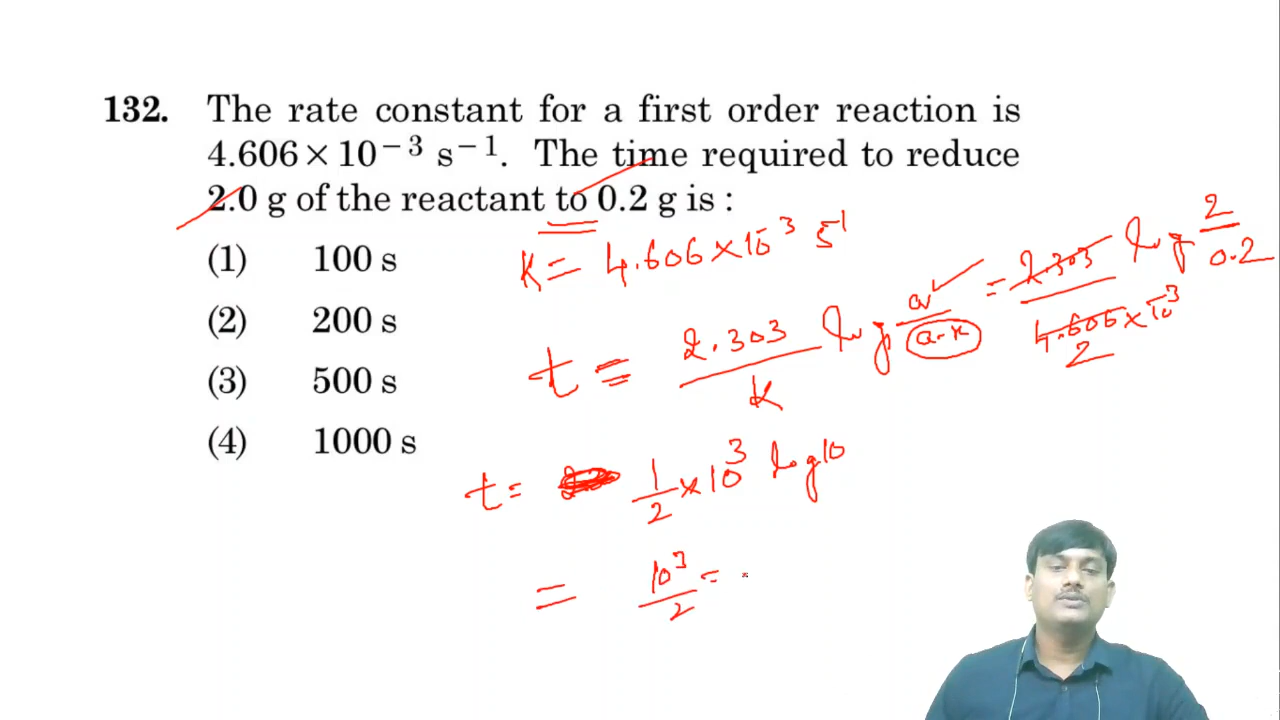 132. The rate constant for a first order reaction is
4.606 × 10⁻³ s⁻¹. The time required to reduce
2.0 g of the reactant to 0.2 g is :
(1) 100 s
(2) 200 s
(3) 500 s
(4) 1000 s
K = 4.606 × 10⁻³ s⁻¹
t = 2.303/K log a/(a-x) = 2.303/(4.606 × 10⁻³) log 2/0.2
2
t = 1/2 × 10³ log 10
= 10³/2 =